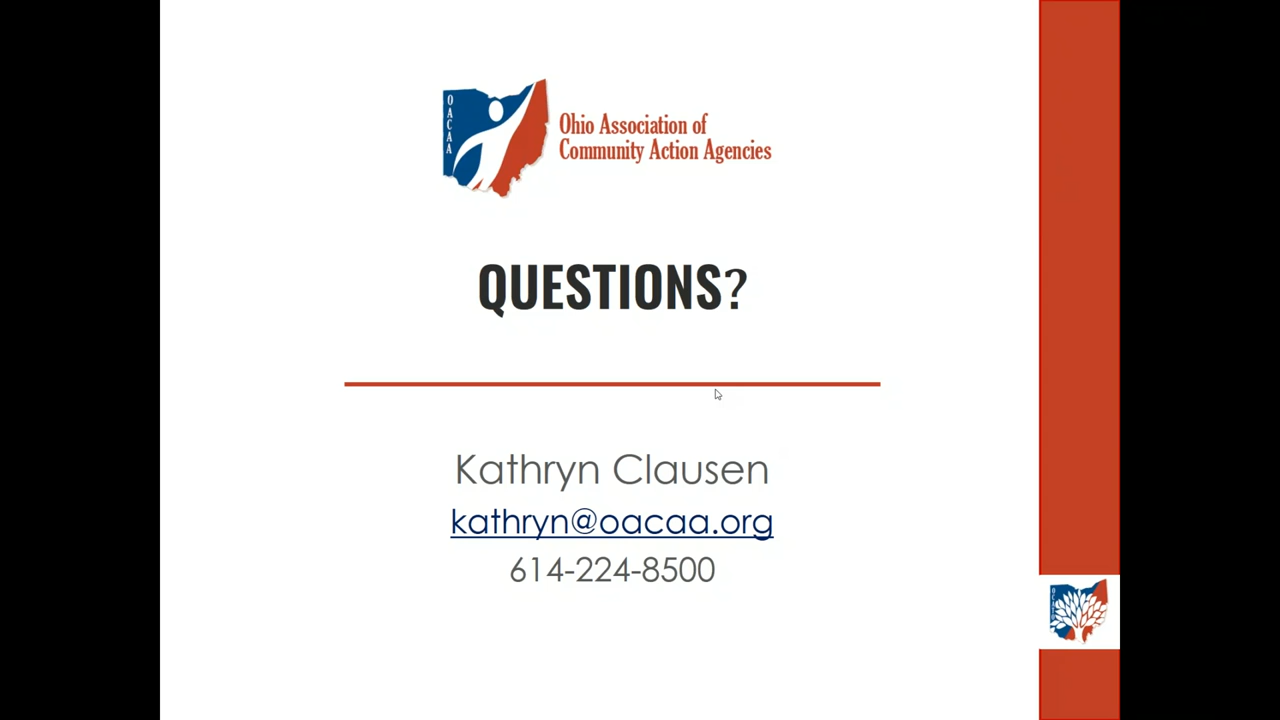 OACAA
Ohio Association of
Community Action Agencies
QUESTIONS?
Kathryn Clausen
kathryn@oacaa.org
614-224-8500